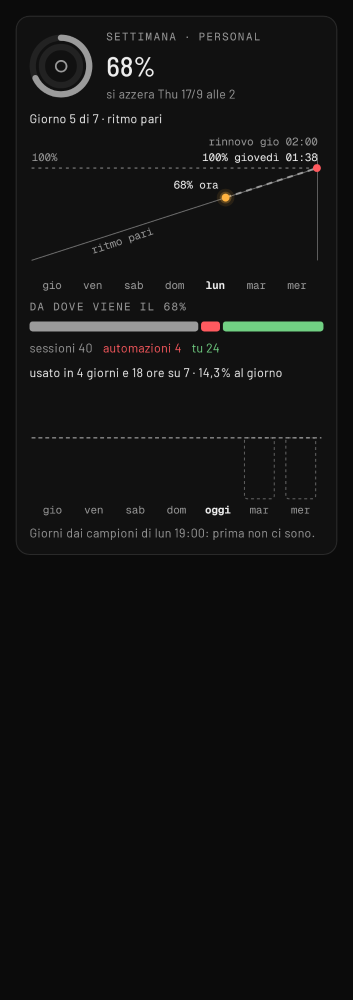 SETTIMANA · PERSONAL
68%
si azzera Thu 17/9 alle 2
Giorno 5 di 7 · ritmo pari
rinnovo gio 02:00
100%
100% giovedì 01:38
68% ora
ritmo pari
gio ven sab dom lun mar mer
DA DOVE VIENE IL 68%
sessioni 40 automazioni 4 tu 24
usato in 4 giorni e 18 ore su 7 · 14,3% al giorno
gio ven sab dom oggi mar mer
Giorni dai campioni di lun 19:00: prima non ci sono.